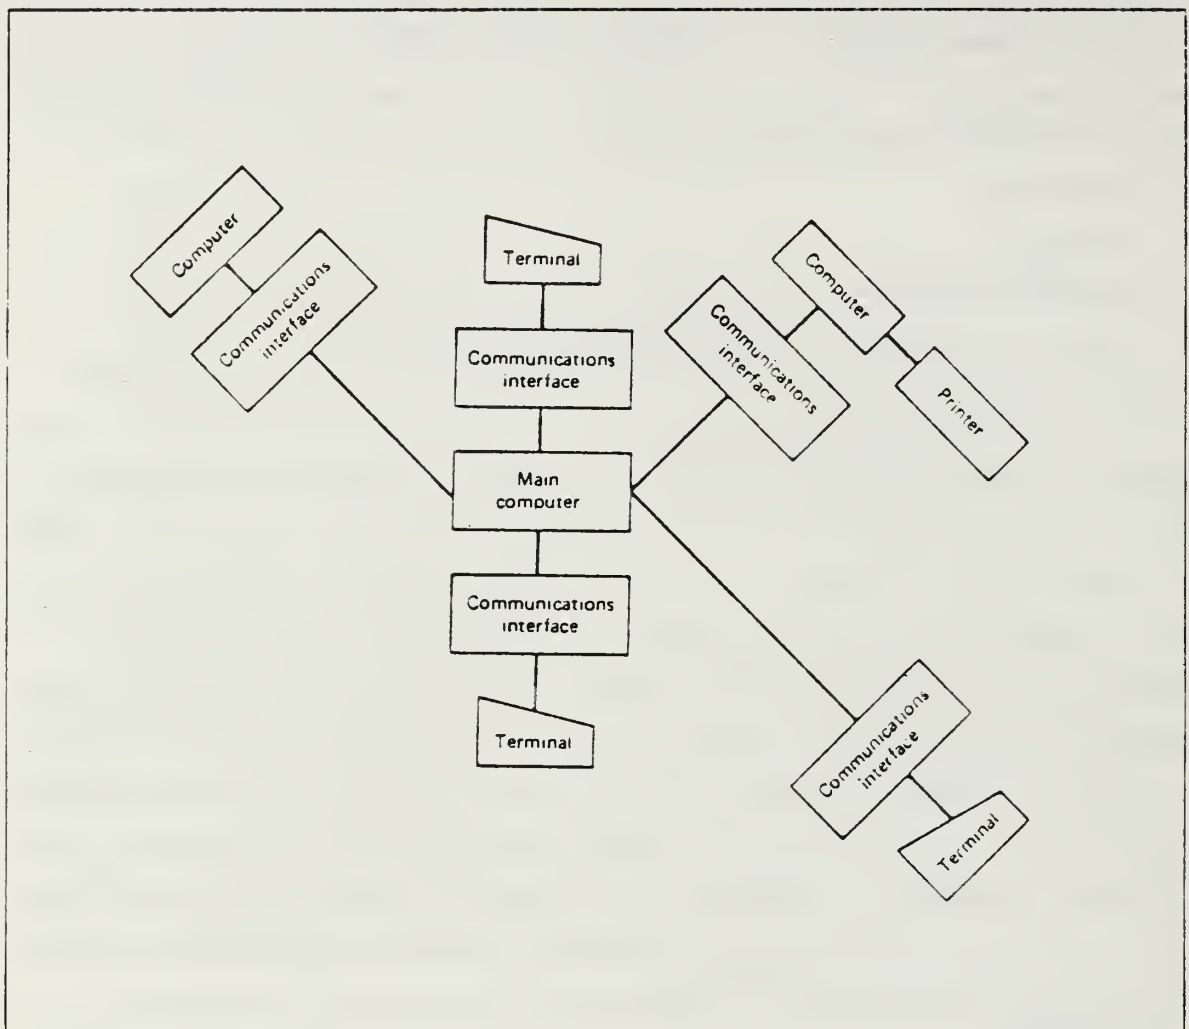 Computer
Communications
interface
Terminal
Communications
interface
Computer
Communications
interface
Printer
Main
computer
Communications
interface
Terminal
Communications
interface
Terminal